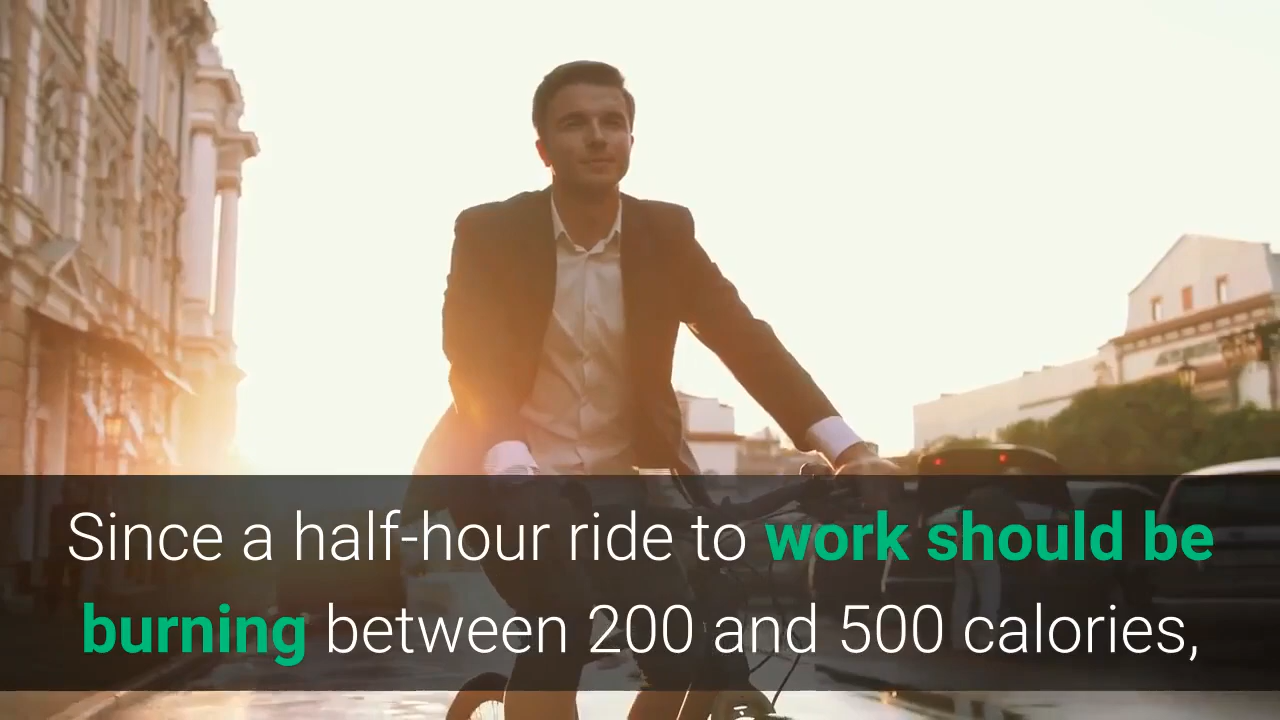 Since a half-hour ride to work should be
burning between 200 and 500 calories,